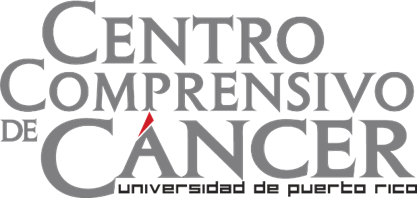 CENTRO
COMPRENSIVO
DE CÁNCER
universidad de puerto rico